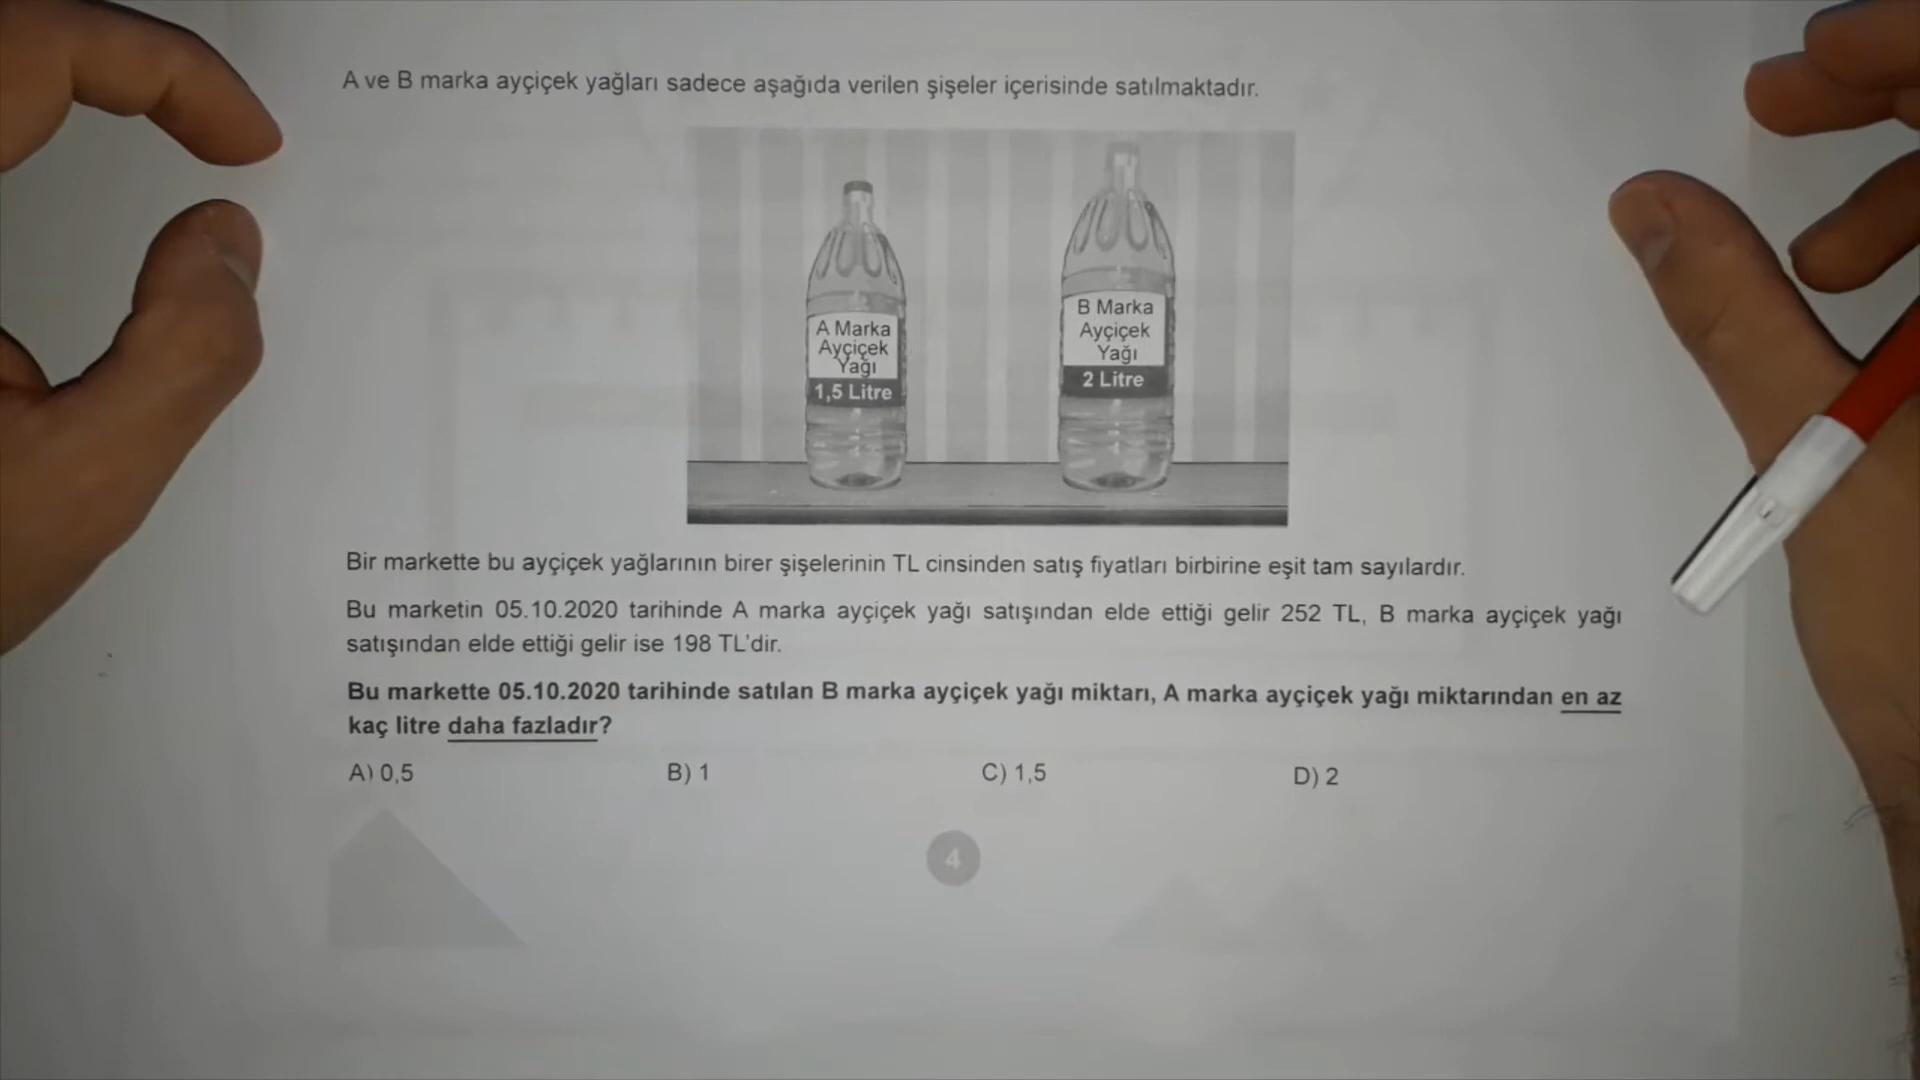 A ve B marka ayçiçek yağları sadece aşağıda verilen şişeler içerisinde satılmaktadır.
A Marka
Ayçiçek
Yağı
1,5 Litre
B Marka
Ayçiçek
Yağı
2 Litre
Bir markette bu ayçiçek yağlarının birer şişelerinin TL cinsinden satış fiyatları birbirine eşit tam sayılardır.
Bu marketin 05.10.2020 tarihinde A marka ayçiçek yağı satışından elde ettiği gelir 252 TL, B marka ayçiçek yağı
satışından elde ettiği gelir ise 198 TL'dir.
Bu markette 05.10.2020 tarihinde satılan B marka ayçiçek yağı miktarı, A marka ayçiçek yağı miktarından en az
kaç litre daha fazladır?
A) 0,5 B) 1 C) 1,5 D) 2
4